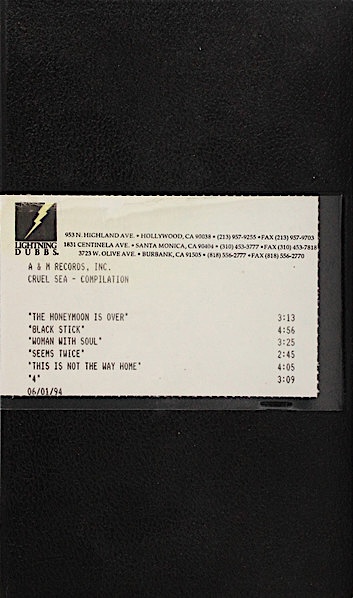 LIGHTNING
DUBBS.
953 N. HIGHLAND AVE. • HOLLYWOOD, CA 90038 • (213) 957-9255 • FAX (213) 957-9703
1831 CENTINELA AVE. • SANTA MONICA, CA 90404 • (310) 453-3777 • FAX (310) 453-7818
3723 W. OLIVE AVE. • BURBANK, CA 91505 • (818) 556-2777 • FAX (818) 556-2770
A & M RECORDS, INC.
CRUEL SEA - COMPILATION
"THE HONEYMOON IS OVER" 3:13
"BLACK STICK" 4:56
"WOMAN WITH SOUL" 3:25
"SEEMS TWICE" 2:45
"THIS IS NOT THE WAY HOME" 4:05
"4" 3:09
06/01/94